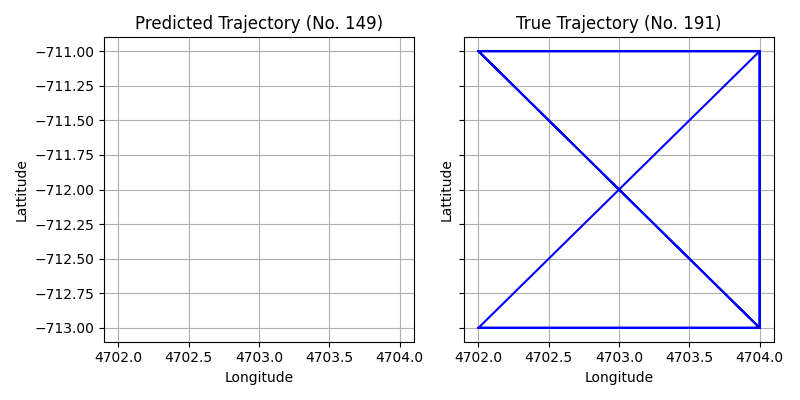 Predicted Trajectory (No. 149)
True Trajectory (No. 191)
−711.00
−711.25
−711.50
−711.75
−712.00
−712.25
−712.50
−712.75
−713.00
Lattitude
Lattitude
4702.0 4702.5 4703.0 4703.5 4704.0
4702.0 4702.5 4703.0 4703.5 4704.0
Longitude
Longitude